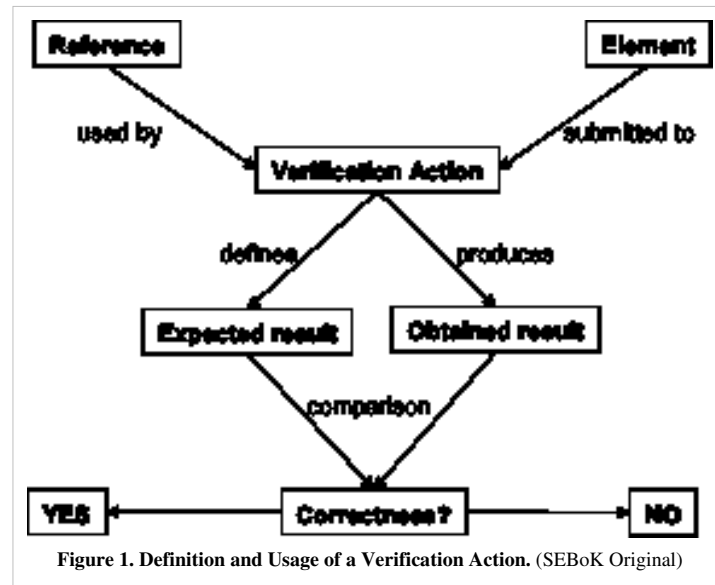 Reference Element
used by submitted to
Verification Action
defines produces
Expected result Obtained result
comparison
YES Correctness? NO
Figure 1. Definition and Usage of a Verification Action. (SEBoK Original)